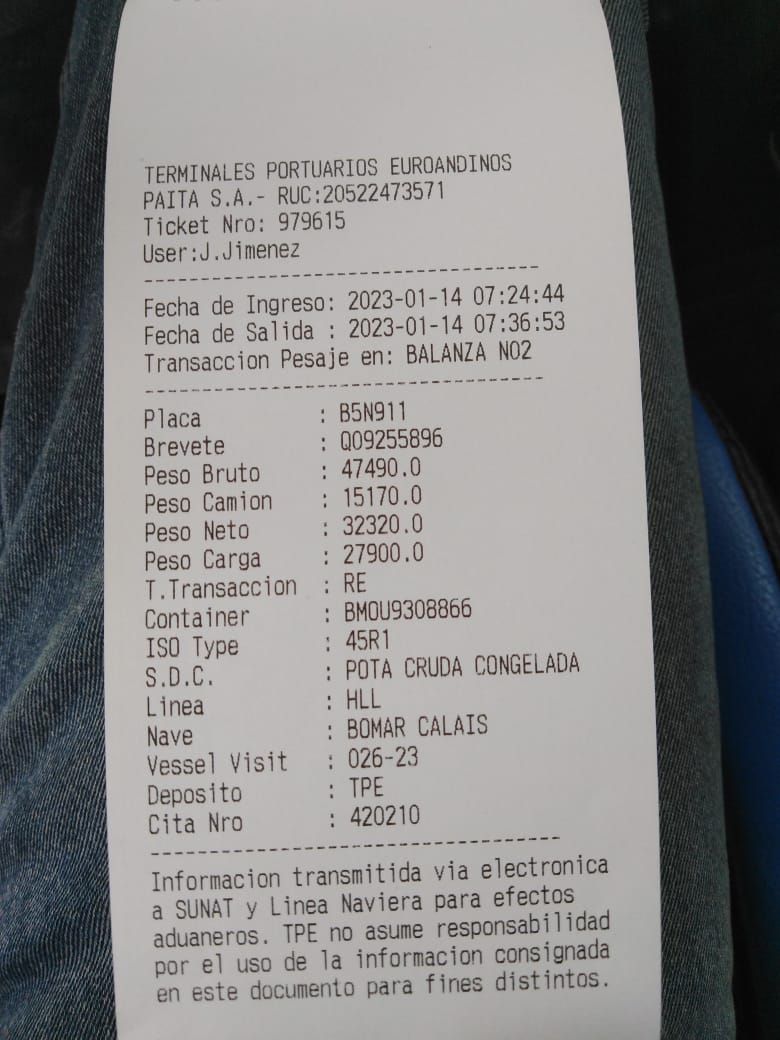 TERMINALES PORTUARIOS EUROANDINOS
PAITA S.A.- RUC:20522473571
Ticket Nro: 979615
User:J.Jimenez
Fecha de Ingreso: 2023-01-14 07:24:44
Fecha de Salida : 2023-01-14 07:36:53
Transaccion Pesaje en: BALANZA NO2
Placa : B5N911
Brevete : Q09255896
Peso Bruto : 47490.0
Peso Camion : 15170.0
Peso Neto : 32320.0
Peso Carga : 27900.0
T.Transaccion : RE
Container : BMOU9308866
ISO Type : 45R1
S.D.C. : POTA CRUDA CONGELADA
Linea : HLL
Nave : BOMAR CALAIS
Vessel Visit : 026-23
Deposito : TPE
Cita Nro : 420210
Informacion transmitida via electronica
a SUNAT y Linea Naviera para efectos
aduaneros. TPE no asume responsabilidad
por el uso de la informacion consignada
en este documento para fines distintos.